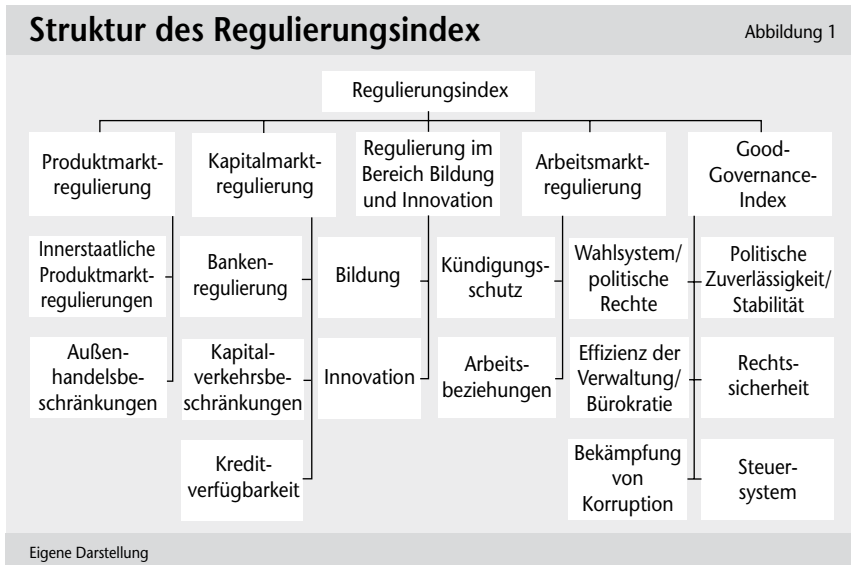 Struktur des Regulierungsindex
Abbildung 1
Regulierungsindex
Produktmarkt-
regulierung
Kapitalmarkt-
regulierung
Regulierung im
Bereich Bildung
und Innovation
Arbeitsmarkt-
regulierung
Good-
Governance-
Index
Innerstaatliche
Produktmarkt-
regulierungen
Banken-
regulierung
Bildung
Kündigungs-
schutz
Wahlsystem/
politische
Rechte
Politische
Zuverlässigkeit/
Stabilität
Außen-
handelsbe-
schränkungen
Kapital-
verkehrsbe-
schränkungen
Innovation
Arbeits-
beziehungen
Effizienz der
Verwaltung/
Bürokratie
Rechts-
sicherheit
Kredit-
verfügbarkeit
Bekämpfung
von
Korruption
Steuer-
system
Eigene Darstellung